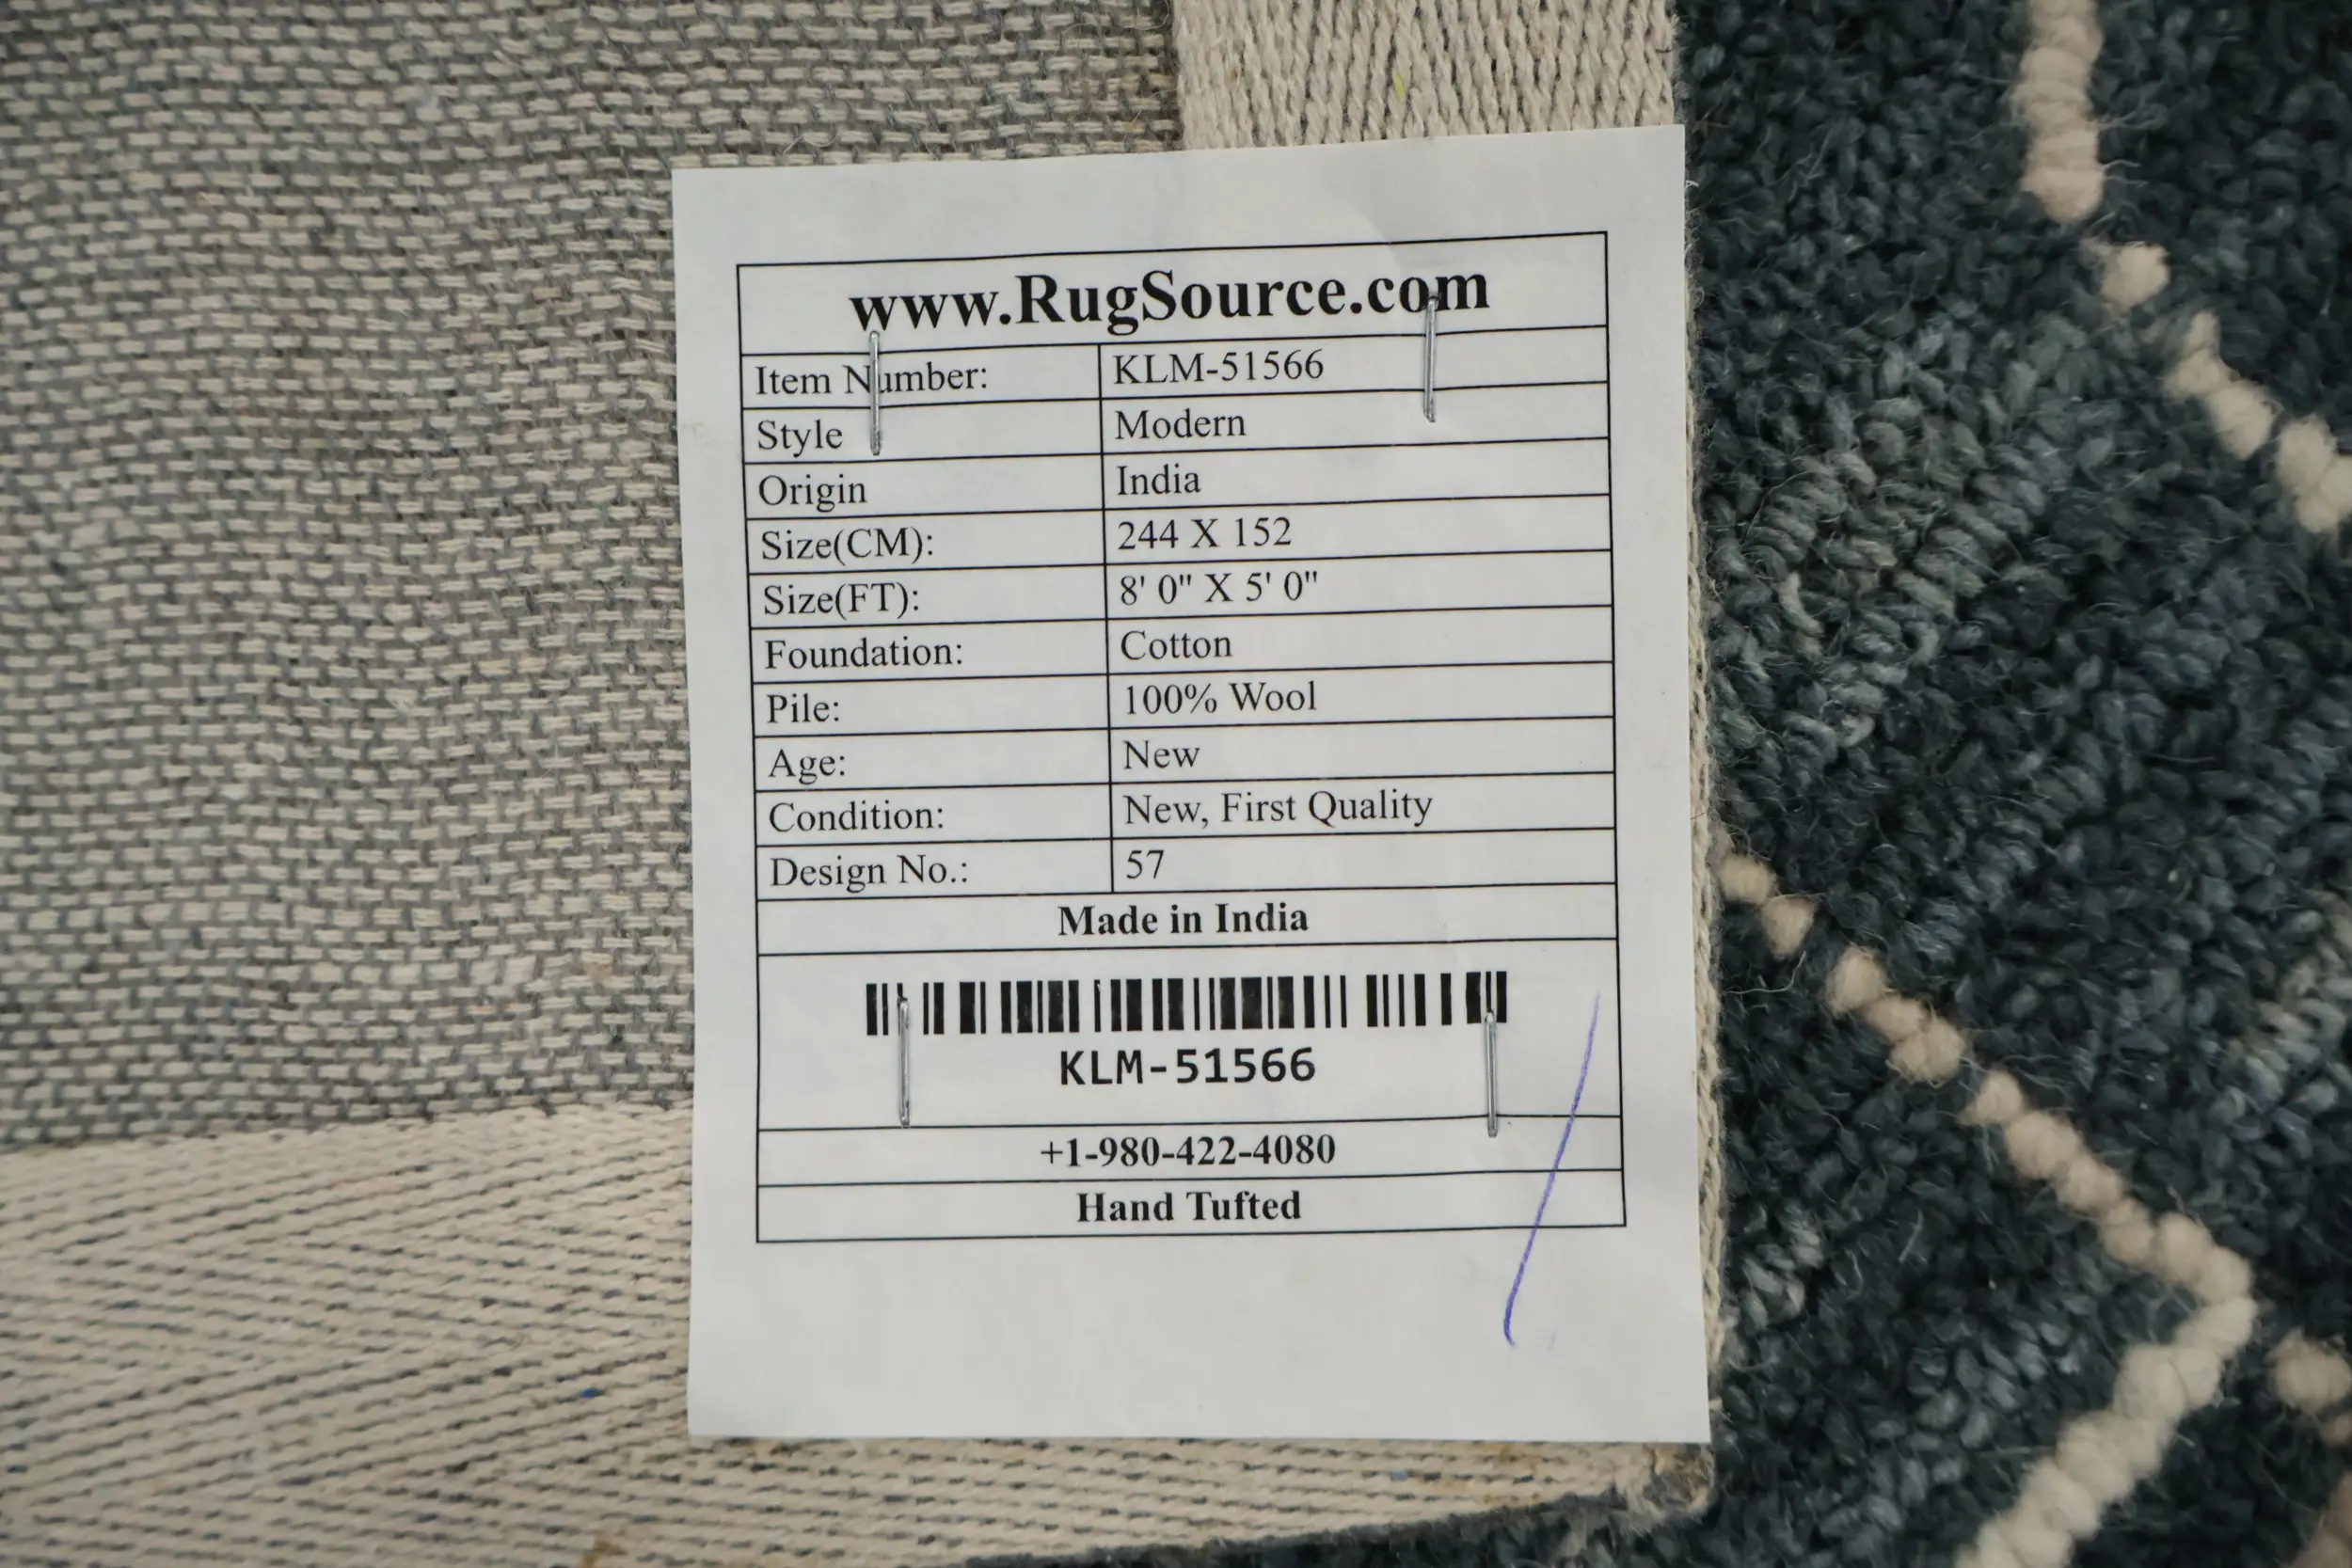 www.RugSource.com
Item Number: KLM-51566
Style Modern
Origin India
Size(CM): 244 X 152
Size(FT): 8' 0" X 5' 0"
Foundation: Cotton
Pile: 100% Wool
Age: New
Condition: New, First Quality
Design No.: 57
Made in India
KLM-51566
+1-980-422-4080
Hand Tufted